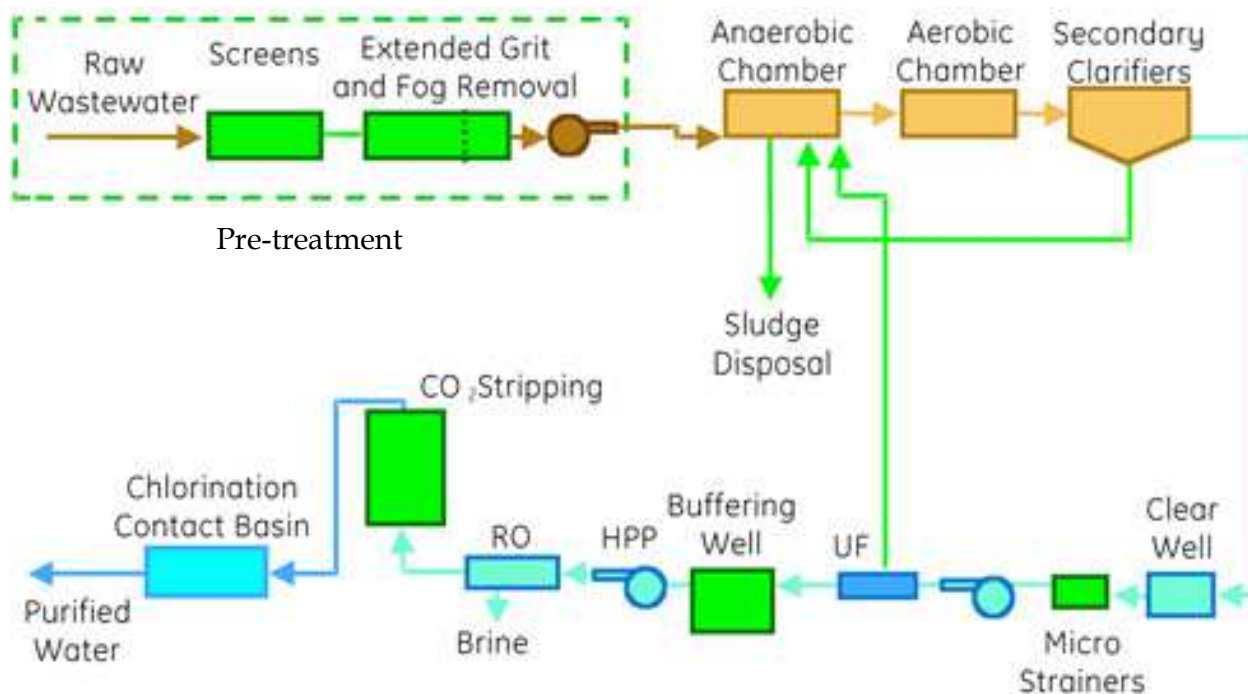 Raw
Wastewater
Screens
Extended Grit
and Fog Removal
Pre-treatment
Anaerobic
Chamber
Aerobic
Chamber
Secondary
Clarifiers
Sludge
Disposal
CO₂ Stripping
Chlorination
Contact Basin
Purified
Water
RO
Brine
HPP
Buffering
Well
UF
Micro
Strainers
Clear
Well